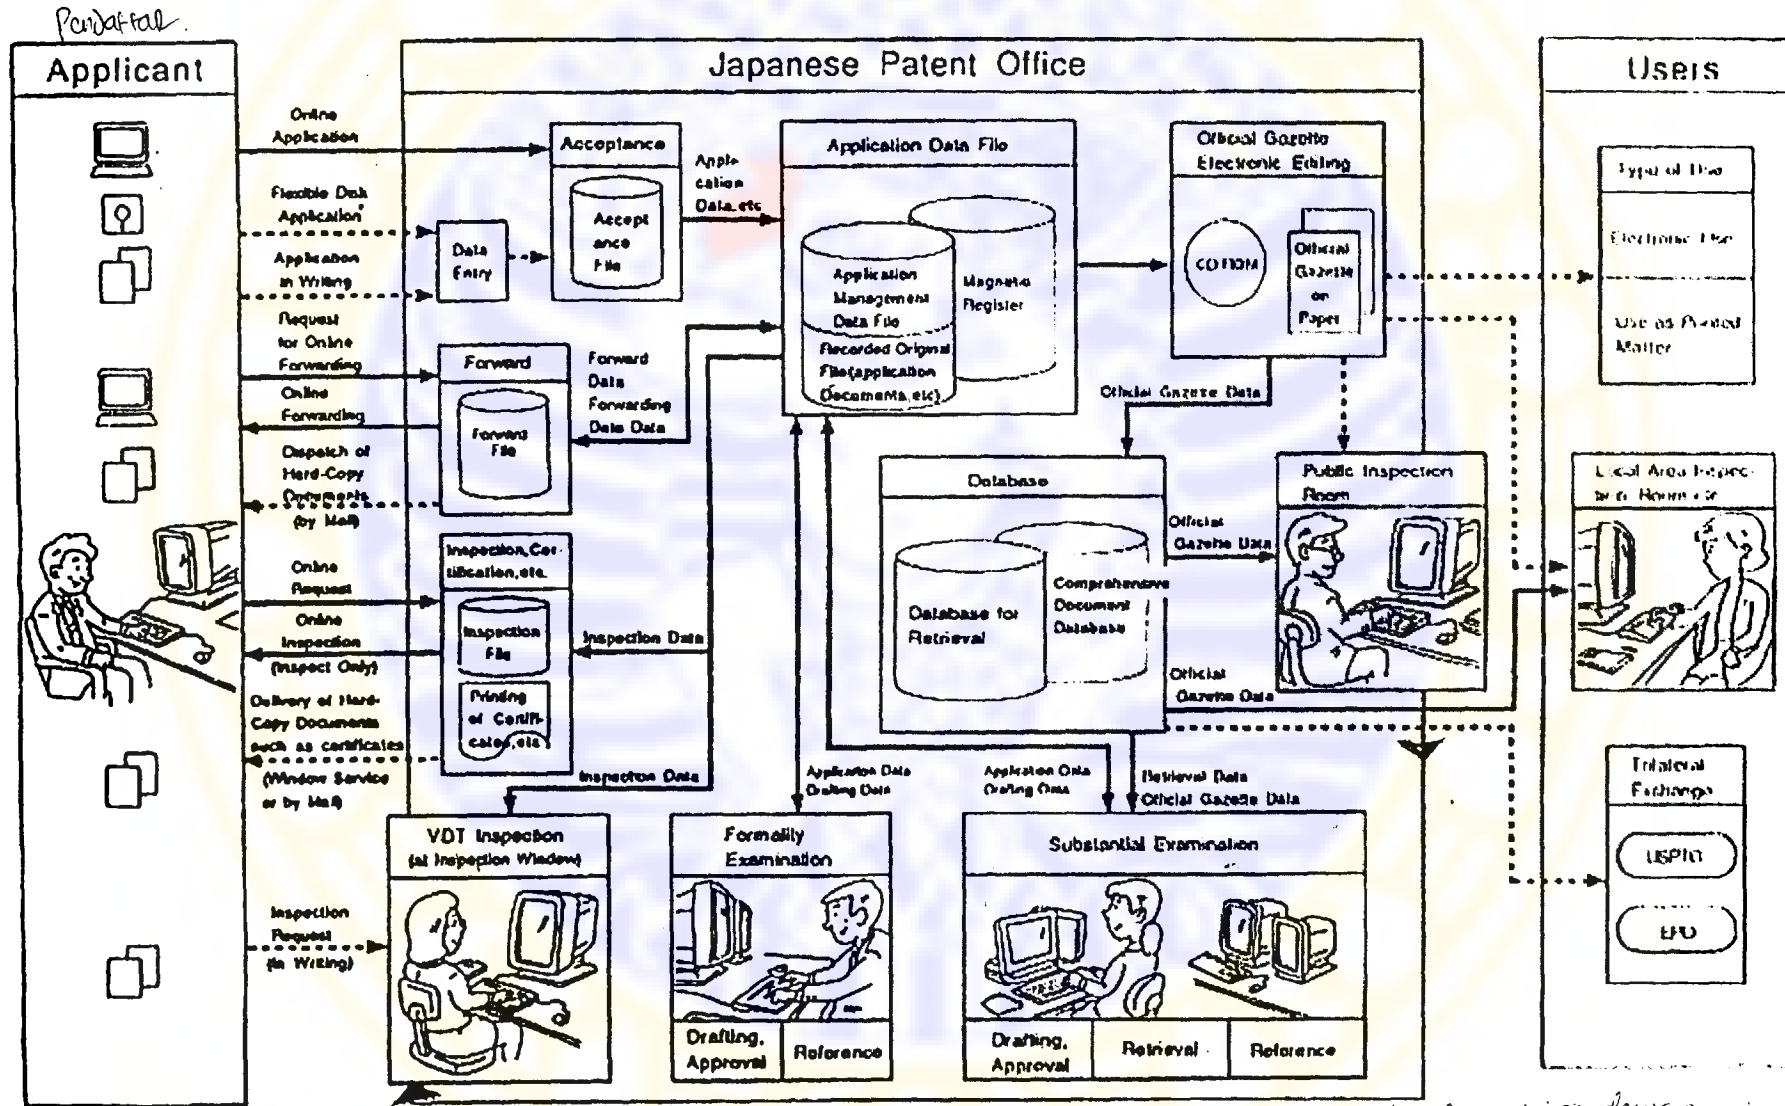 Pendaftar.
Applicant
Japanese Patent Office
Users
Online
Application
Flexible Disk
Application
Application
in Writing
Request
for Online
Forwarding
Online
Forwarding
Dispatch of
Hard-Copy
Documents
(by Mail)
Online
Request
Online
Inspection
(Inspect Only)
Delivery of Hard-
Copy Documents
such as certificates
(Window Service
or by Mail)
Inspection
Request
(In Writing)
Data
Entry
Acceptance
Accept
ance
File
Apple
cation
Data,etc
Forward
Forward
File
Forward
Data
Forwarding
Data Data
Inspection,Cer-
tification,etc.
Inspection
File
Printing
of Certifi-
cates,etc
Inspection Data
Inspection Data
Application Data File
Application
Management
Data File
Recorded Original
File(application
Documents,etc)
Magnetic
Register
Official Gazette
Electronic Editing
CD-ROM
Official
Gazette
on
Paper
Official Gazette Data
Database
Database for
Retrieval
Comprehensive
Document
Database
Official
Gazette Data
Official
Gazette Data
Public Inspection
Room
Application Data
Drafting Data
Application Data
Drafting Data
Retrieval Data
Official Gazette Data
VDT Inspection
(at Inspection Window)
Formality
Examination
Drafting,
Approval
Reference
Substantial Examination
Drafting,
Approval
Retrieval
Reference
Type of Use
Electronic Use
Use as Printed
Matter
Local Area Inspec-
tion Room
Trilateral
Exchange
USPTO
EPO